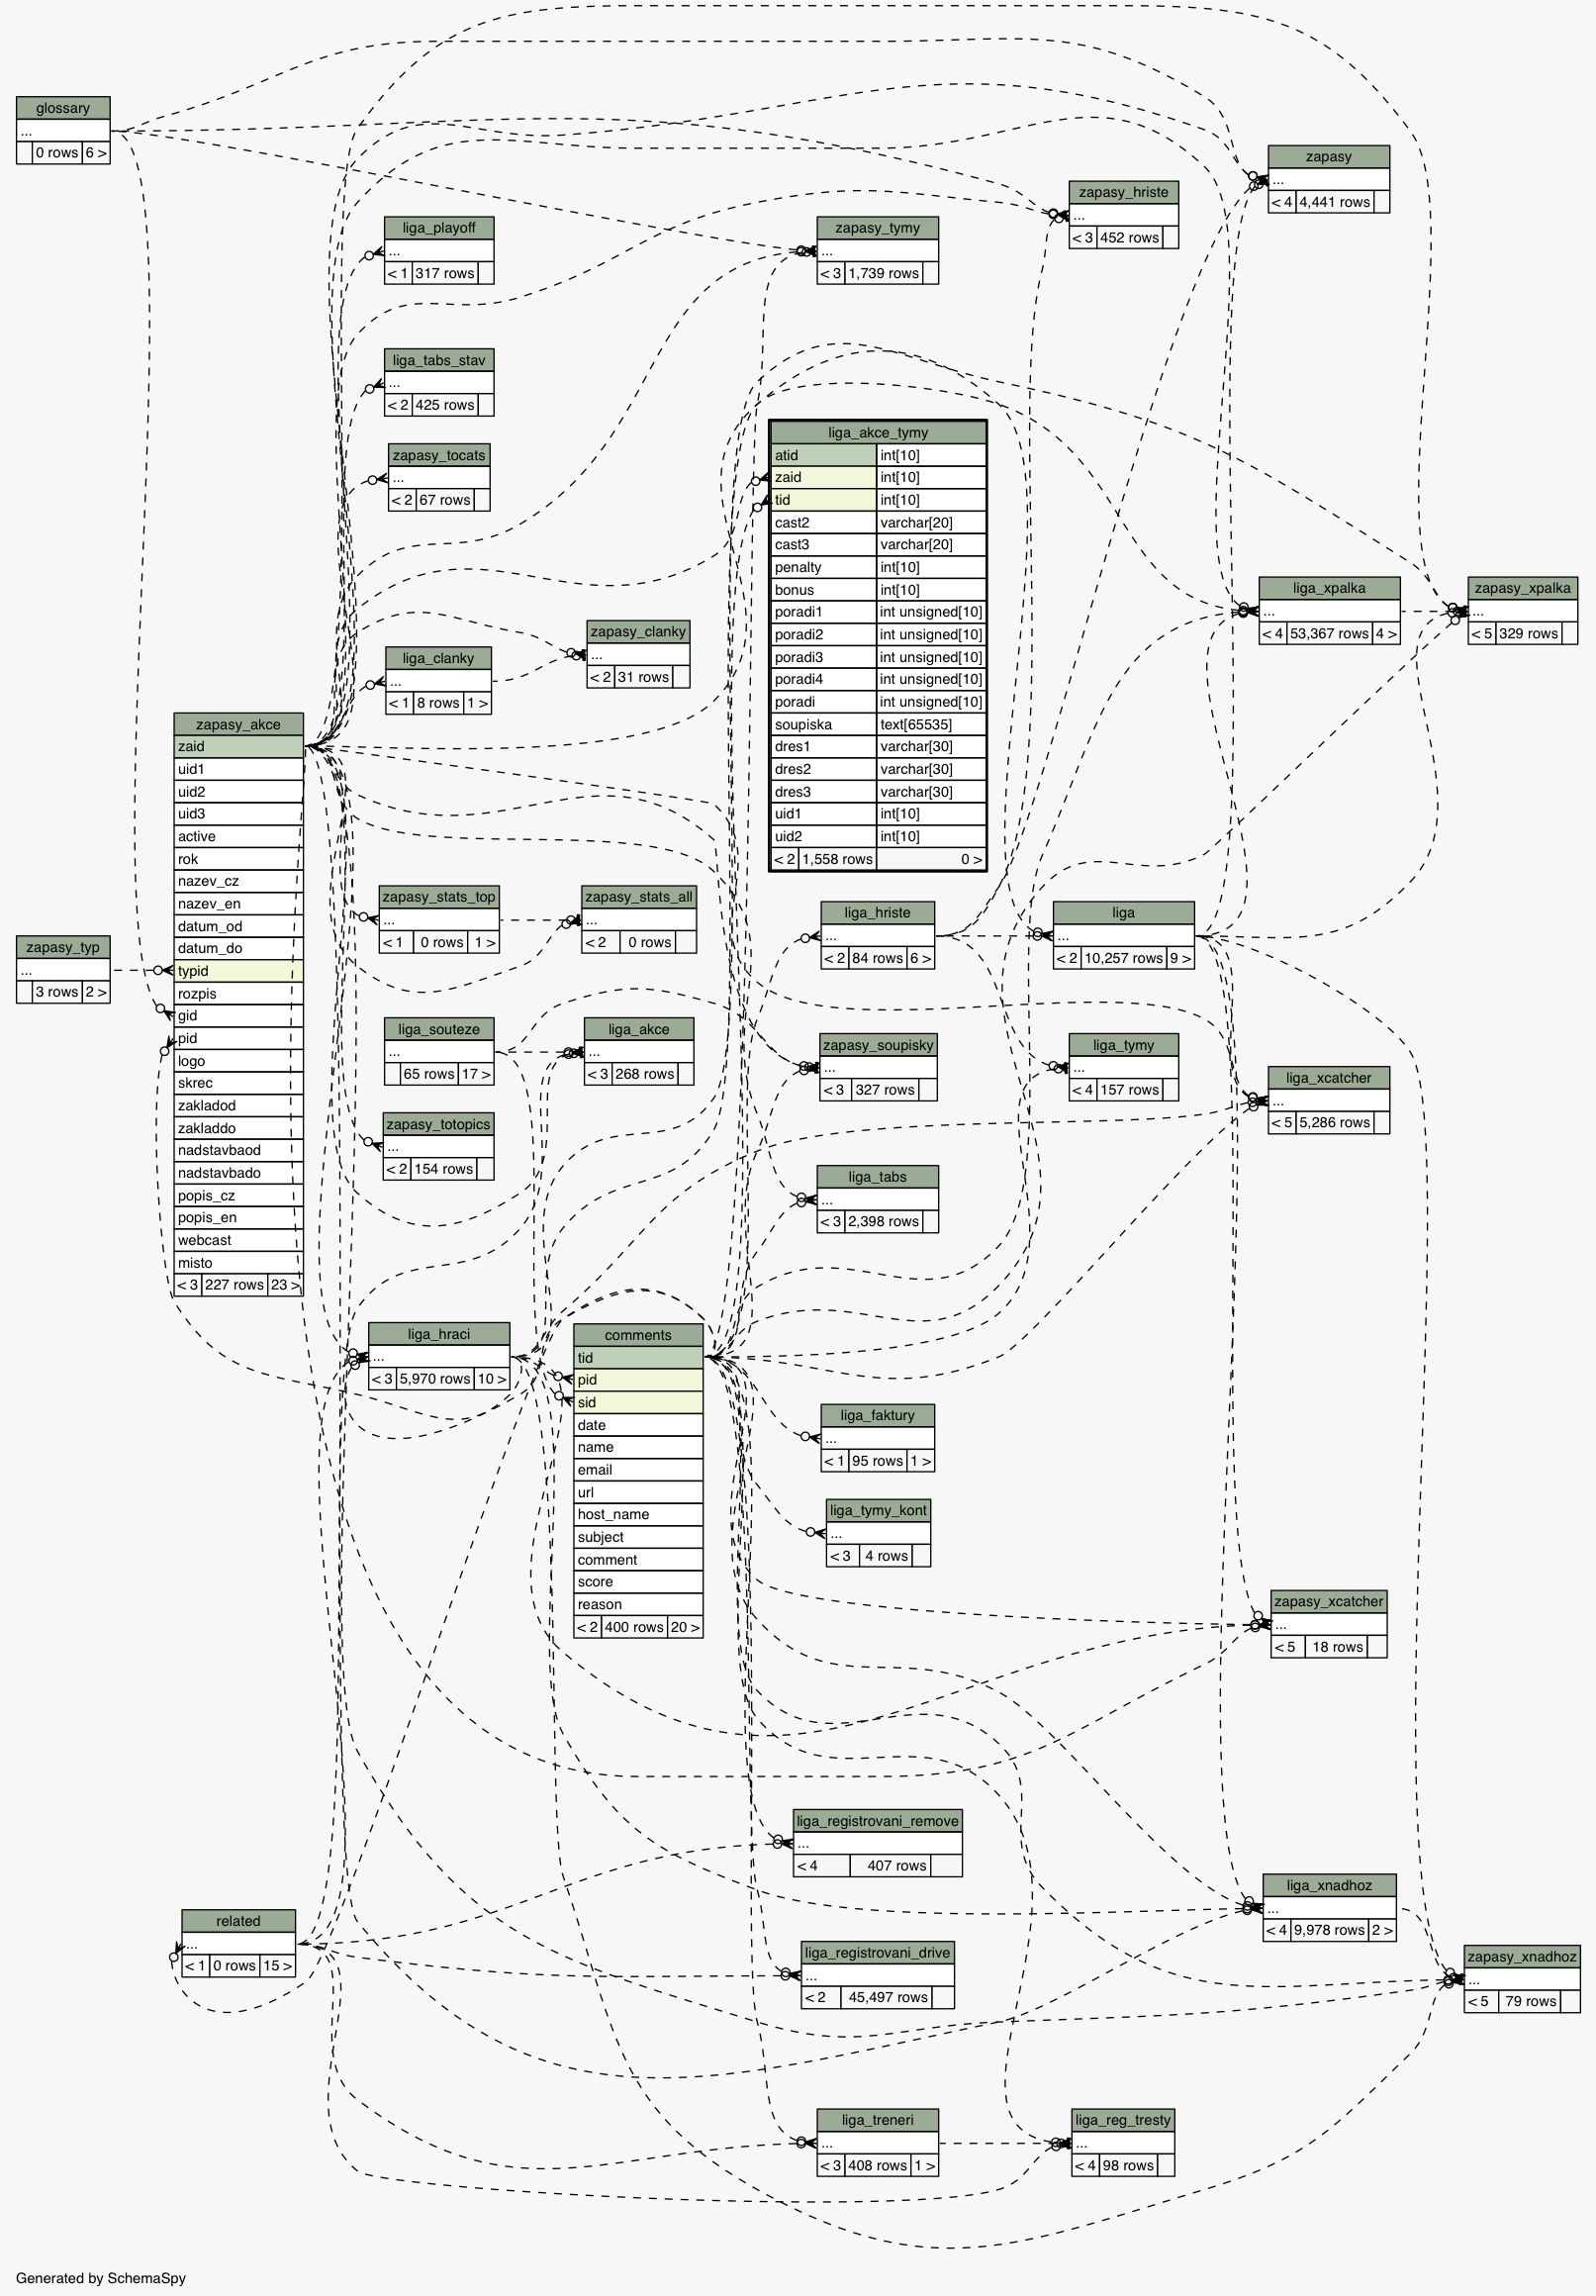 glossary
...
0 rows 6 >
zapasy
...
< 4 4,441 rows
zapasy_hriste
...
< 3 452 rows
liga_playoff
...
< 1 317 rows
zapasy_tymy
...
< 3 1,739 rows
liga_tabs_stav
...
< 2 425 rows
zapasy_tocats
...
< 2 67 rows
liga_akce_tymy
atid int[10]
zaid int[10]
tid int[10]
cast2 varchar[20]
cast3 varchar[20]
penalty int[10]
bonus int[10]
poradi1 int unsigned[10]
poradi2 int unsigned[10]
poradi3 int unsigned[10]
poradi4 int unsigned[10]
poradi int unsigned[10]
soupiska text[65535]
dres1 varchar[30]
dres2 varchar[30]
dres3 varchar[30]
uid1 int[10]
uid2 int[10]
< 2 1,558 rows 0 >
liga_xpalka
...
< 4 53,367 rows 4 >
zapasy_xpalka
...
< 5 329 rows
zapasy_clanky
...
< 2 31 rows
liga_clanky
...
< 1 8 rows 1 >
zapasy_akce
zaid
uid1
uid2
uid3
active
rok
nazev_cz
nazev_en
datum_od
datum_do
typid
rozpis
gid
pid
logo
skrec
zakladod
zakladdo
nadstavbaod
nadstavbado
popis_cz
popis_en
webcast
misto
< 3 227 rows 23 >
zapasy_typ
...
3 rows 2 >
zapasy_stats_top
...
< 1 0 rows 1 >
zapasy_stats_all
...
< 2 0 rows
liga_hriste
...
< 2 84 rows 6 >
liga
...
< 2 10,257 rows 9 >
liga_souteze
...
65 rows 17 >
liga_akce
...
< 3 268 rows
zapasy_soupisky
...
< 3 327 rows
liga_tymy
...
< 4 157 rows
liga_xcatcher
...
< 5 5,286 rows
zapasy_totopics
...
< 2 154 rows
liga_tabs
...
< 3 2,398 rows
liga_hraci
...
< 3 5,970 rows 10 >
comments
tid
pid
sid
date
name
email
url
host_name
subject
comment
score
reason
< 2 400 rows 20 >
liga_faktury
...
< 1 95 rows 1 >
liga_tymy_kont
...
< 3 4 rows
zapasy_xcatcher
...
< 5 18 rows
liga_registrovani_remove
...
< 4 407 rows
liga_xnadhoz
...
< 4 9,978 rows 2 >
related
...
< 1 0 rows 15 >
liga_registrovani_drive
...
< 2 45,497 rows
zapasy_xnadhoz
...
< 5 79 rows
liga_treneri
...
< 3 408 rows 1 >
liga_reg_tresty
...
< 4 98 rows
Generated by SchemaSpy